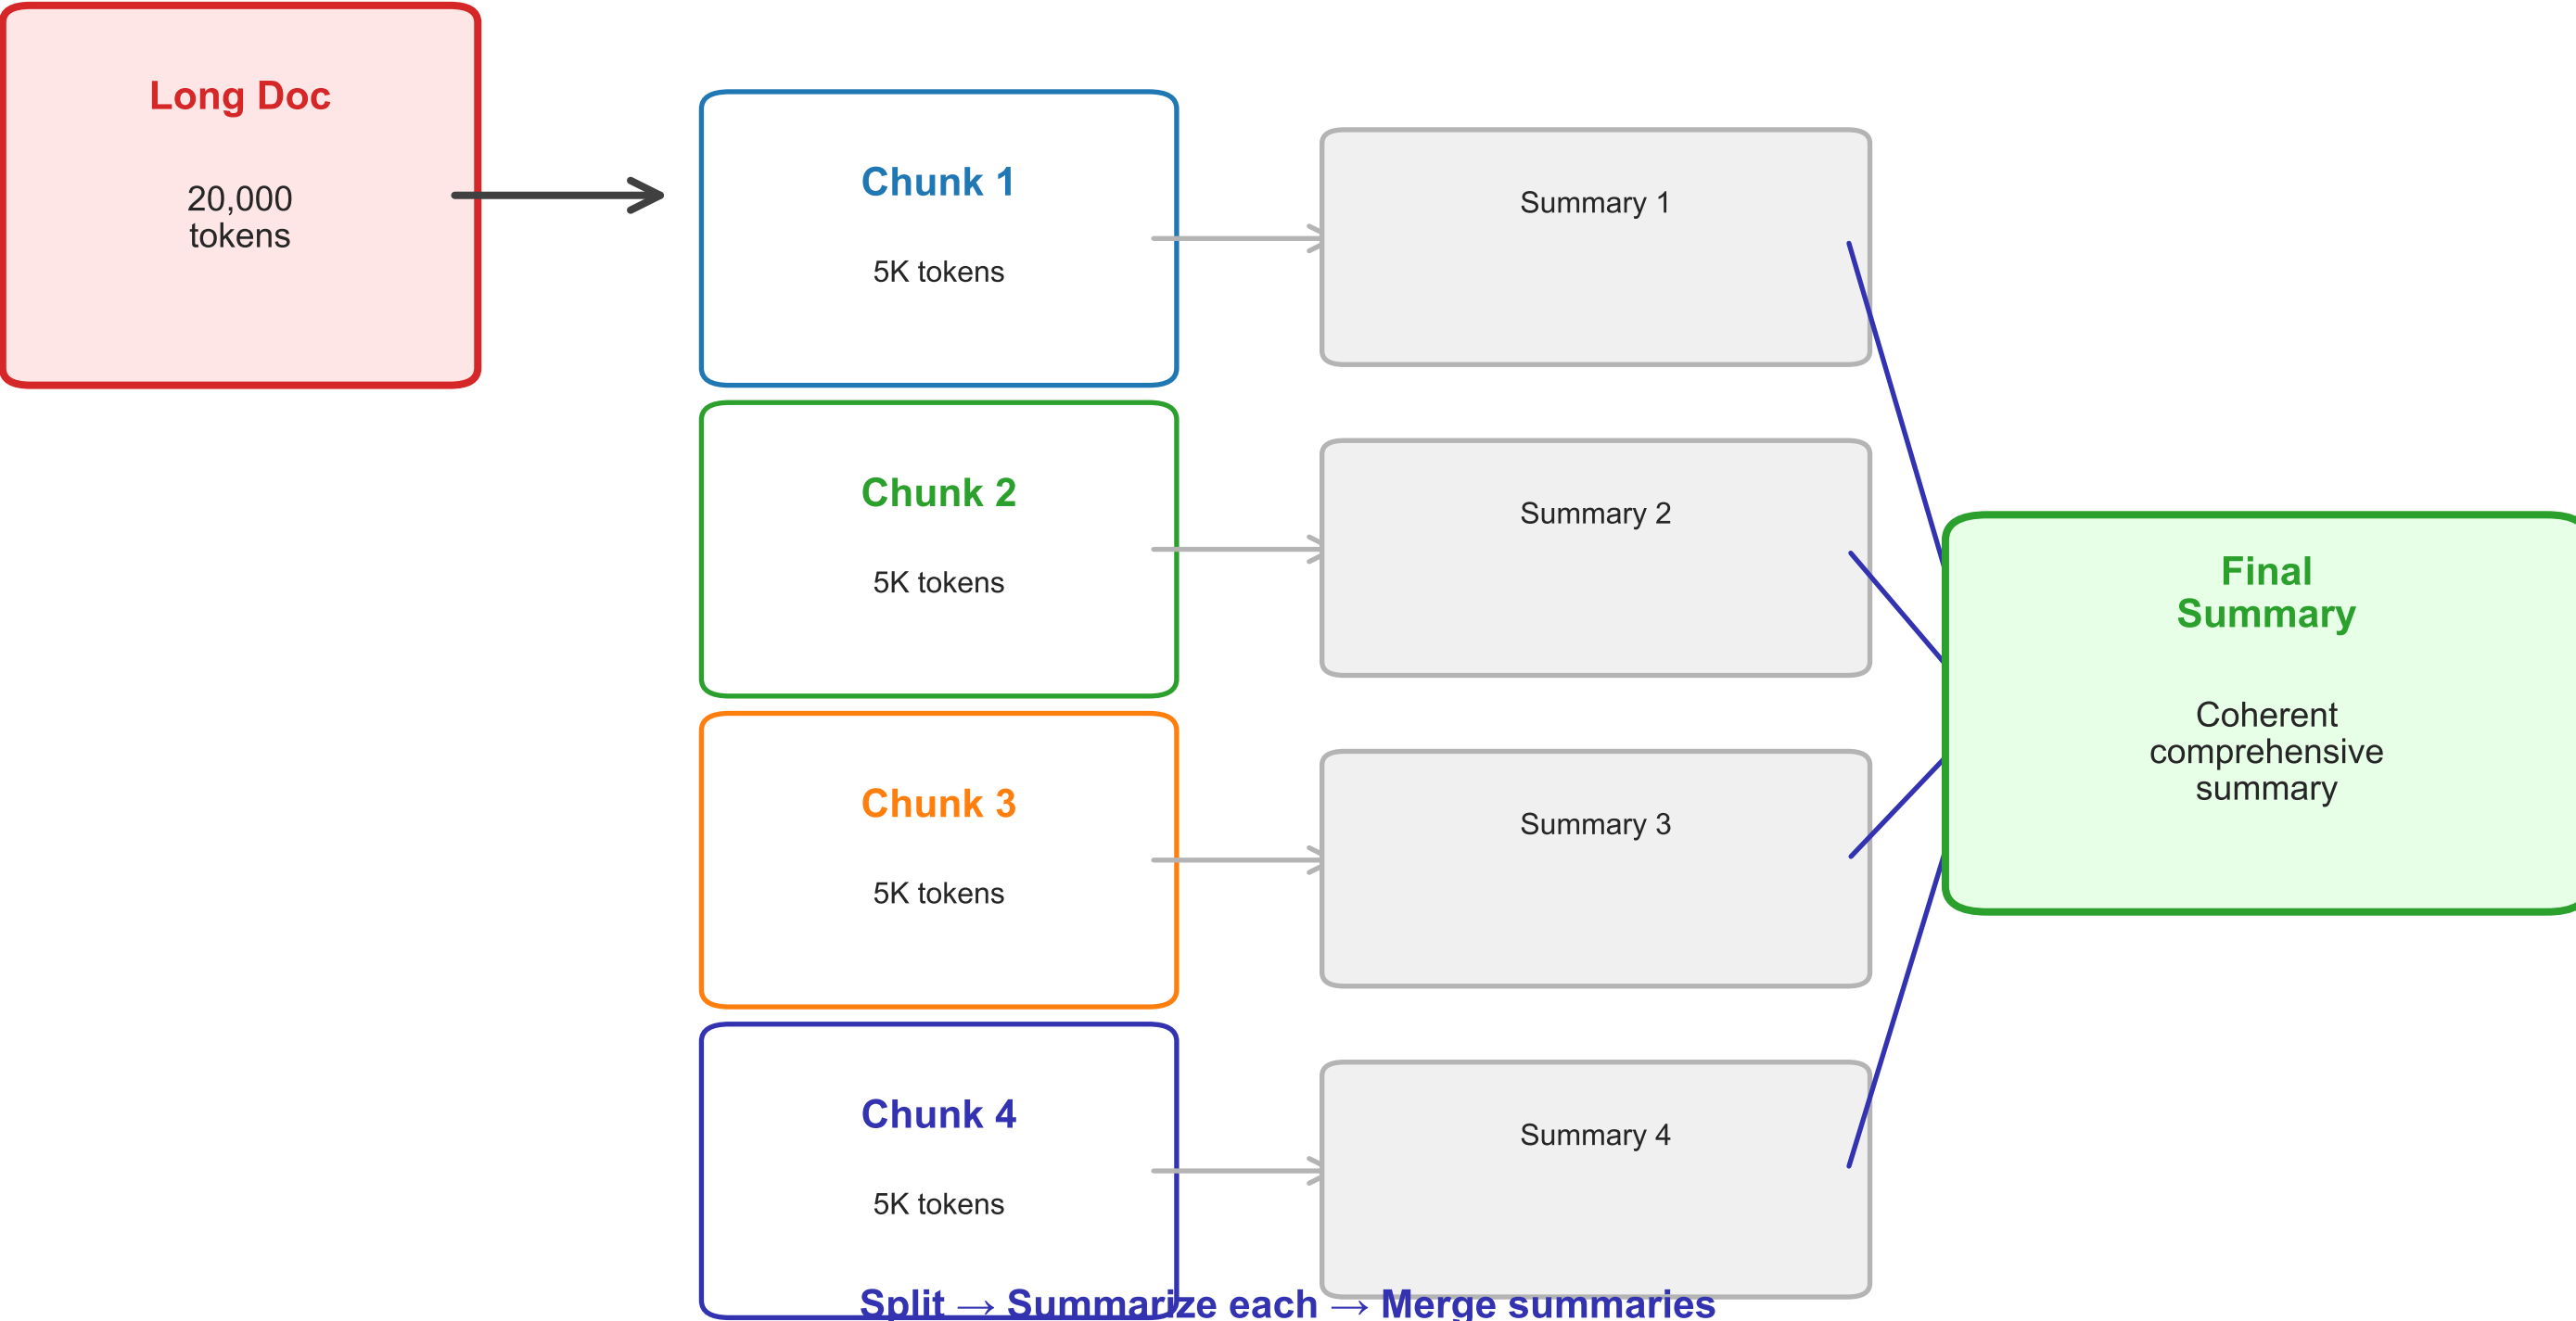 Long Doc
20,000
tokens
Chunk 1
5K tokens
Summary 1
Chunk 2
5K tokens
Summary 2
Chunk 3
5K tokens
Summary 3
Chunk 4
5K tokens
Summary 4
Final
Summary
Coherent
comprehensive
summary
Split → Summarize each → Merge summaries